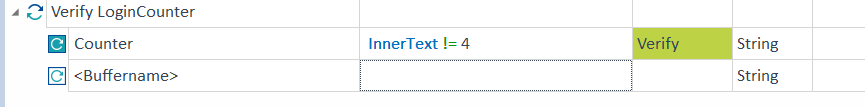 Verify LoginCounter
Counter InnerText != 4 Verify String
<Buffername> String